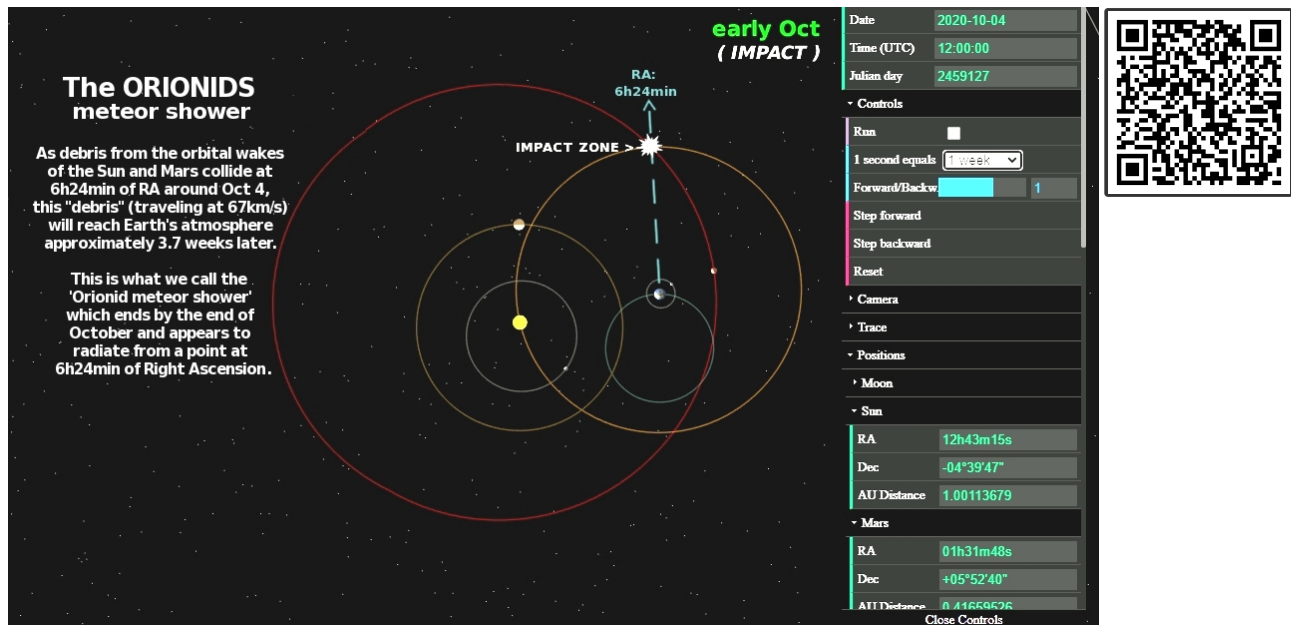 early Oct
( IMPACT )
The ORIONIDS
meteor shower
As debris from the orbital wakes
of the Sun and Mars collide at
6h24min of RA around Oct 4,
this "debris" (traveling at 67km/s)
will reach Earth's atmosphere
approximately 3.7 weeks later.
This is what we call the
'Orionid meteor shower'
which ends by the end of
October and appears to
radiate from a point at
6h24min of Right Ascension.
RA:
6h24min
IMPACT ZONE >
Date 2020-10-04
Time (UTC) 12:00:00
Julian day 2459127
Controls
Run
1 second equals 1 week
Forward/Backw 1
Step forward
Step backward
Reset
Camera
Trace
Positions
Moon
Sun
RA 12h43m15s
Dec -04°39'47"
AU Distance 1.00113679
Mars
RA 01h31m48s
Dec +05°52'40"
AU Distance 0.41659526
Close Controls